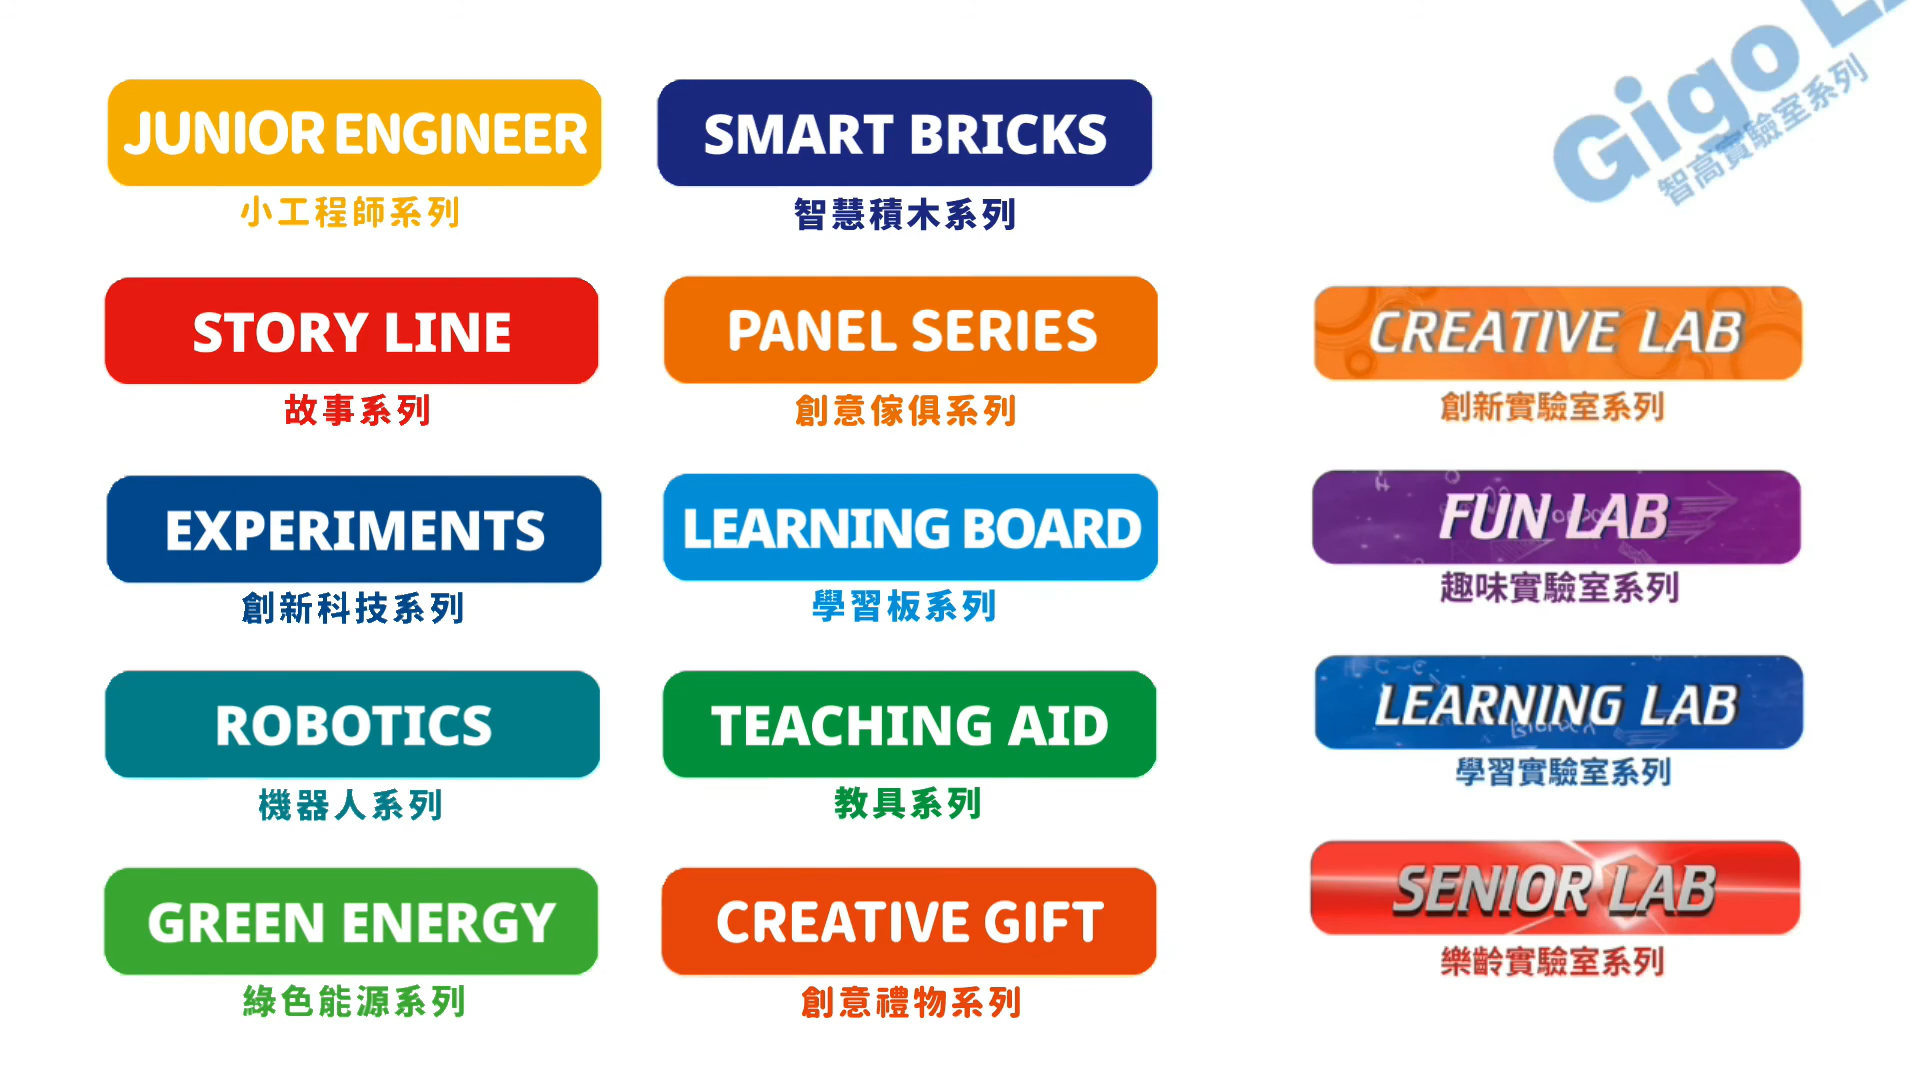 JUNIOR ENGINEER
小工程師系列
STORY LINE
故事系列
EXPERIMENTS
創新科技系列
ROBOTICS
機器人系列
GREEN ENERGY
綠色能源系列
SMART BRICKS
智慧積木系列
PANEL SERIES
創意傢俱系列
LEARNING BOARD
學習板系列
TEACHING AID
教具系列
CREATIVE GIFT
創意禮物系列
Gigo
智高實驗室系列
CREATIVE LAB
創新實驗室系列
FUN LAB
趣味實驗室系列
LEARNING LAB
學習實驗室系列
SENIOR LAB
樂齡實驗室系列